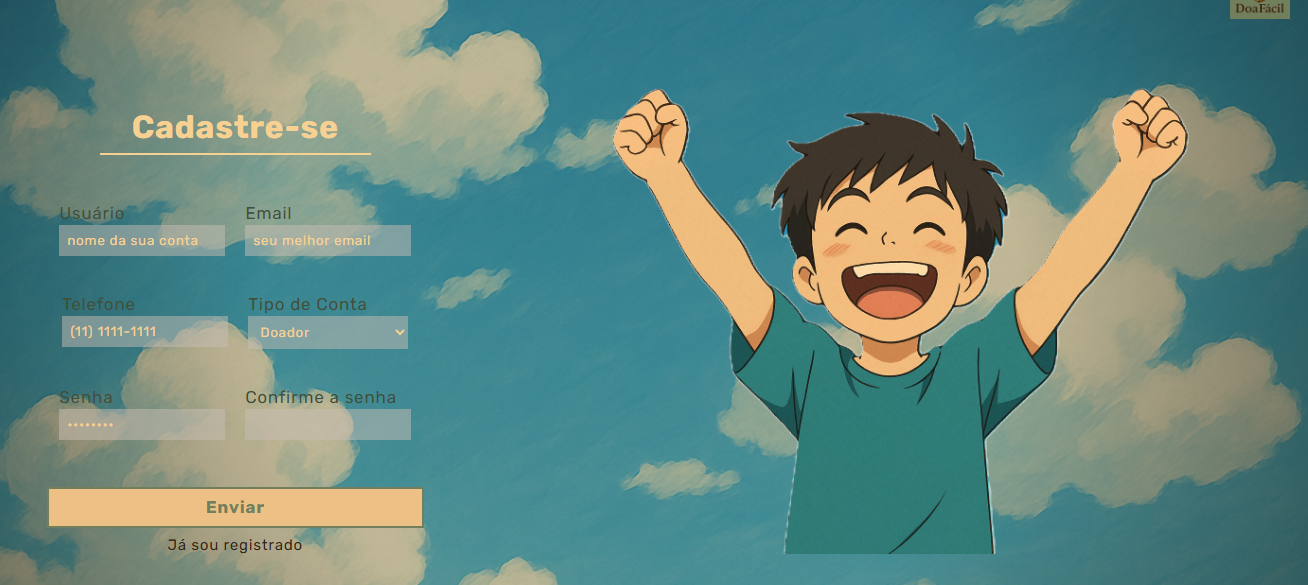 DoaFácil
Cadastre-se
Usuário
Email
nome da sua conta
seu melhor email
Telefone
Tipo de Conta
(11) 1111-1111
Doador
Senha
Confirme a senha
••••••••
Enviar
Já sou registrado